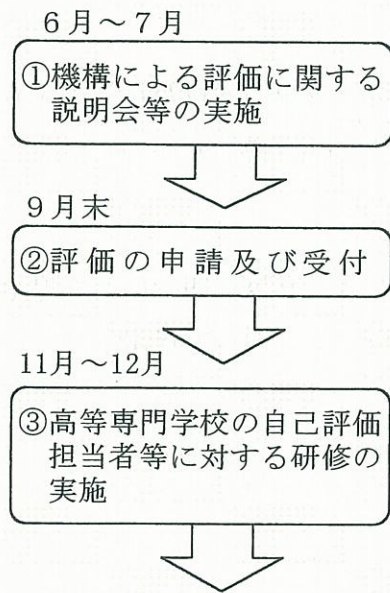 6月～7月
①機構による評価に関する
説明会等の実施
9月末
②評価の申請及び受付
11月～12月
③高等専門学校の自己評価
担当者等に対する研修の
実施